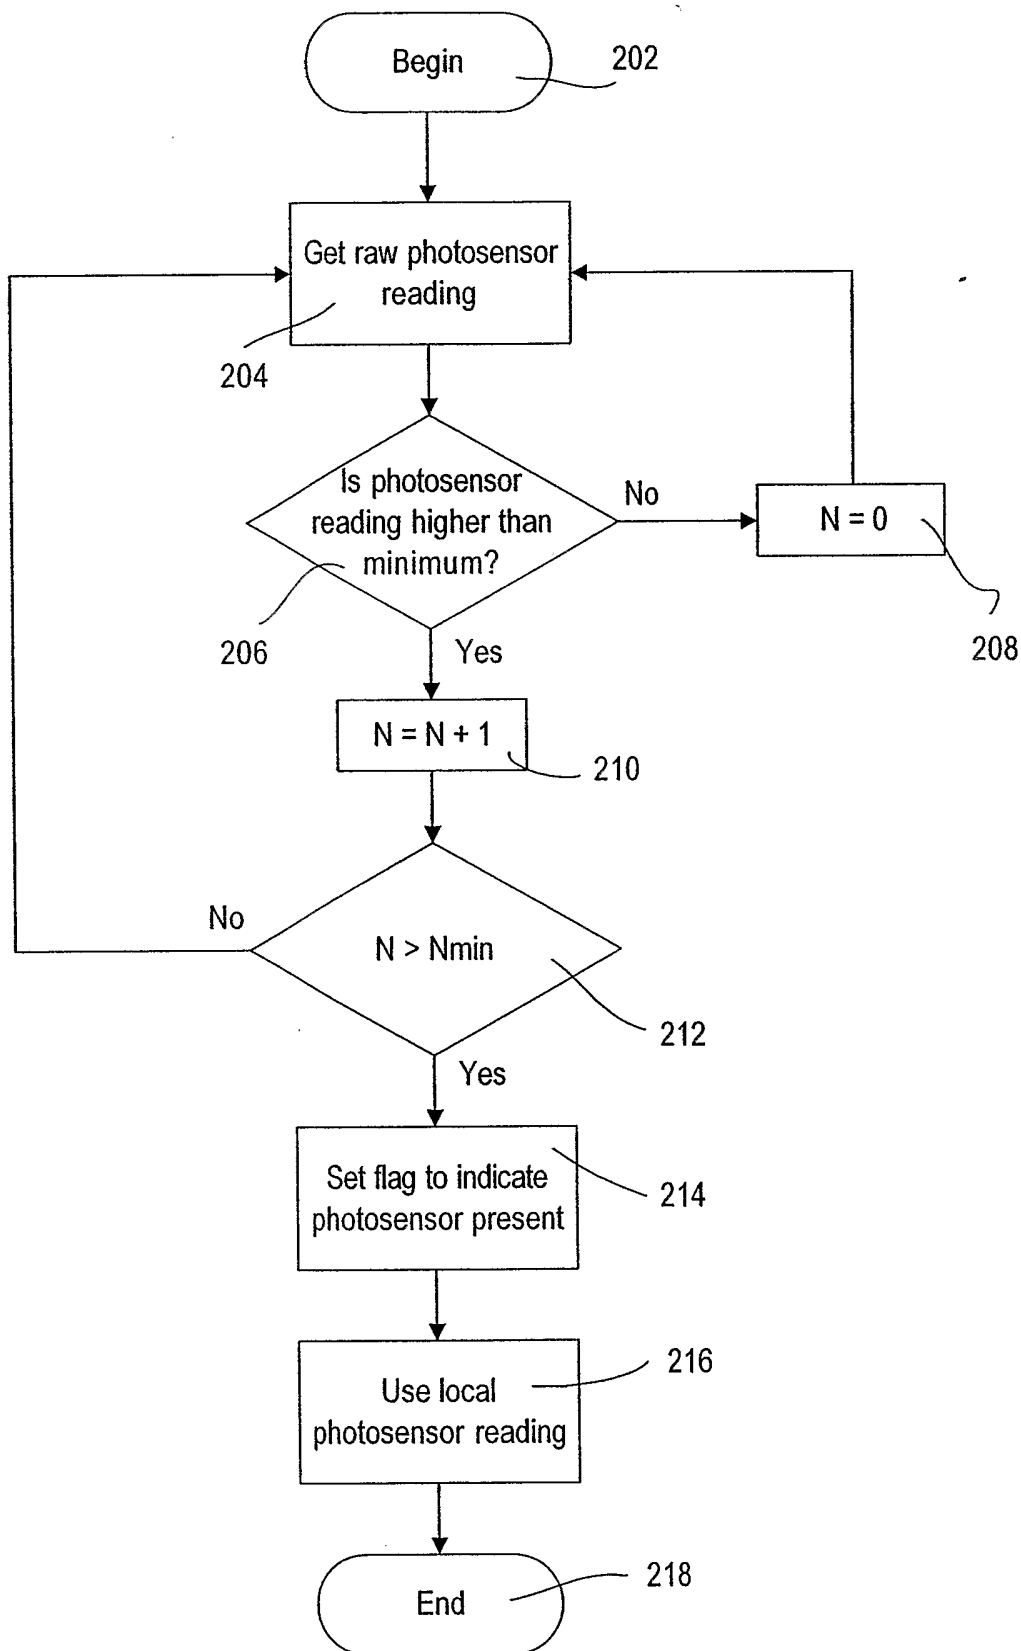 Begin
202
Get raw photosensor
reading
204
Is photosensor
reading higher than
minimum?
No
N = 0
206
Yes
208
N = N + 1
210
No
N > Nmin
212
Yes
Set flag to indicate
photosensor present
214
Use local
photosensor reading
216
End
218